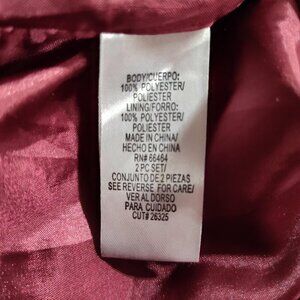 BODY/CUERPO:
100% POLYESTER/
POLIESTER
LINING/FORRO:
100% POLYESTER/
POLIESTER
MADE IN CHINA/
HECHO EN CHINA
RN# 66464
2 PC SET/
CONJUNTO DE 2 PIEZAS
SEE REVERSE FOR CARE/
VER AL DORSO
PARA CUIDADO
CUT# 26325